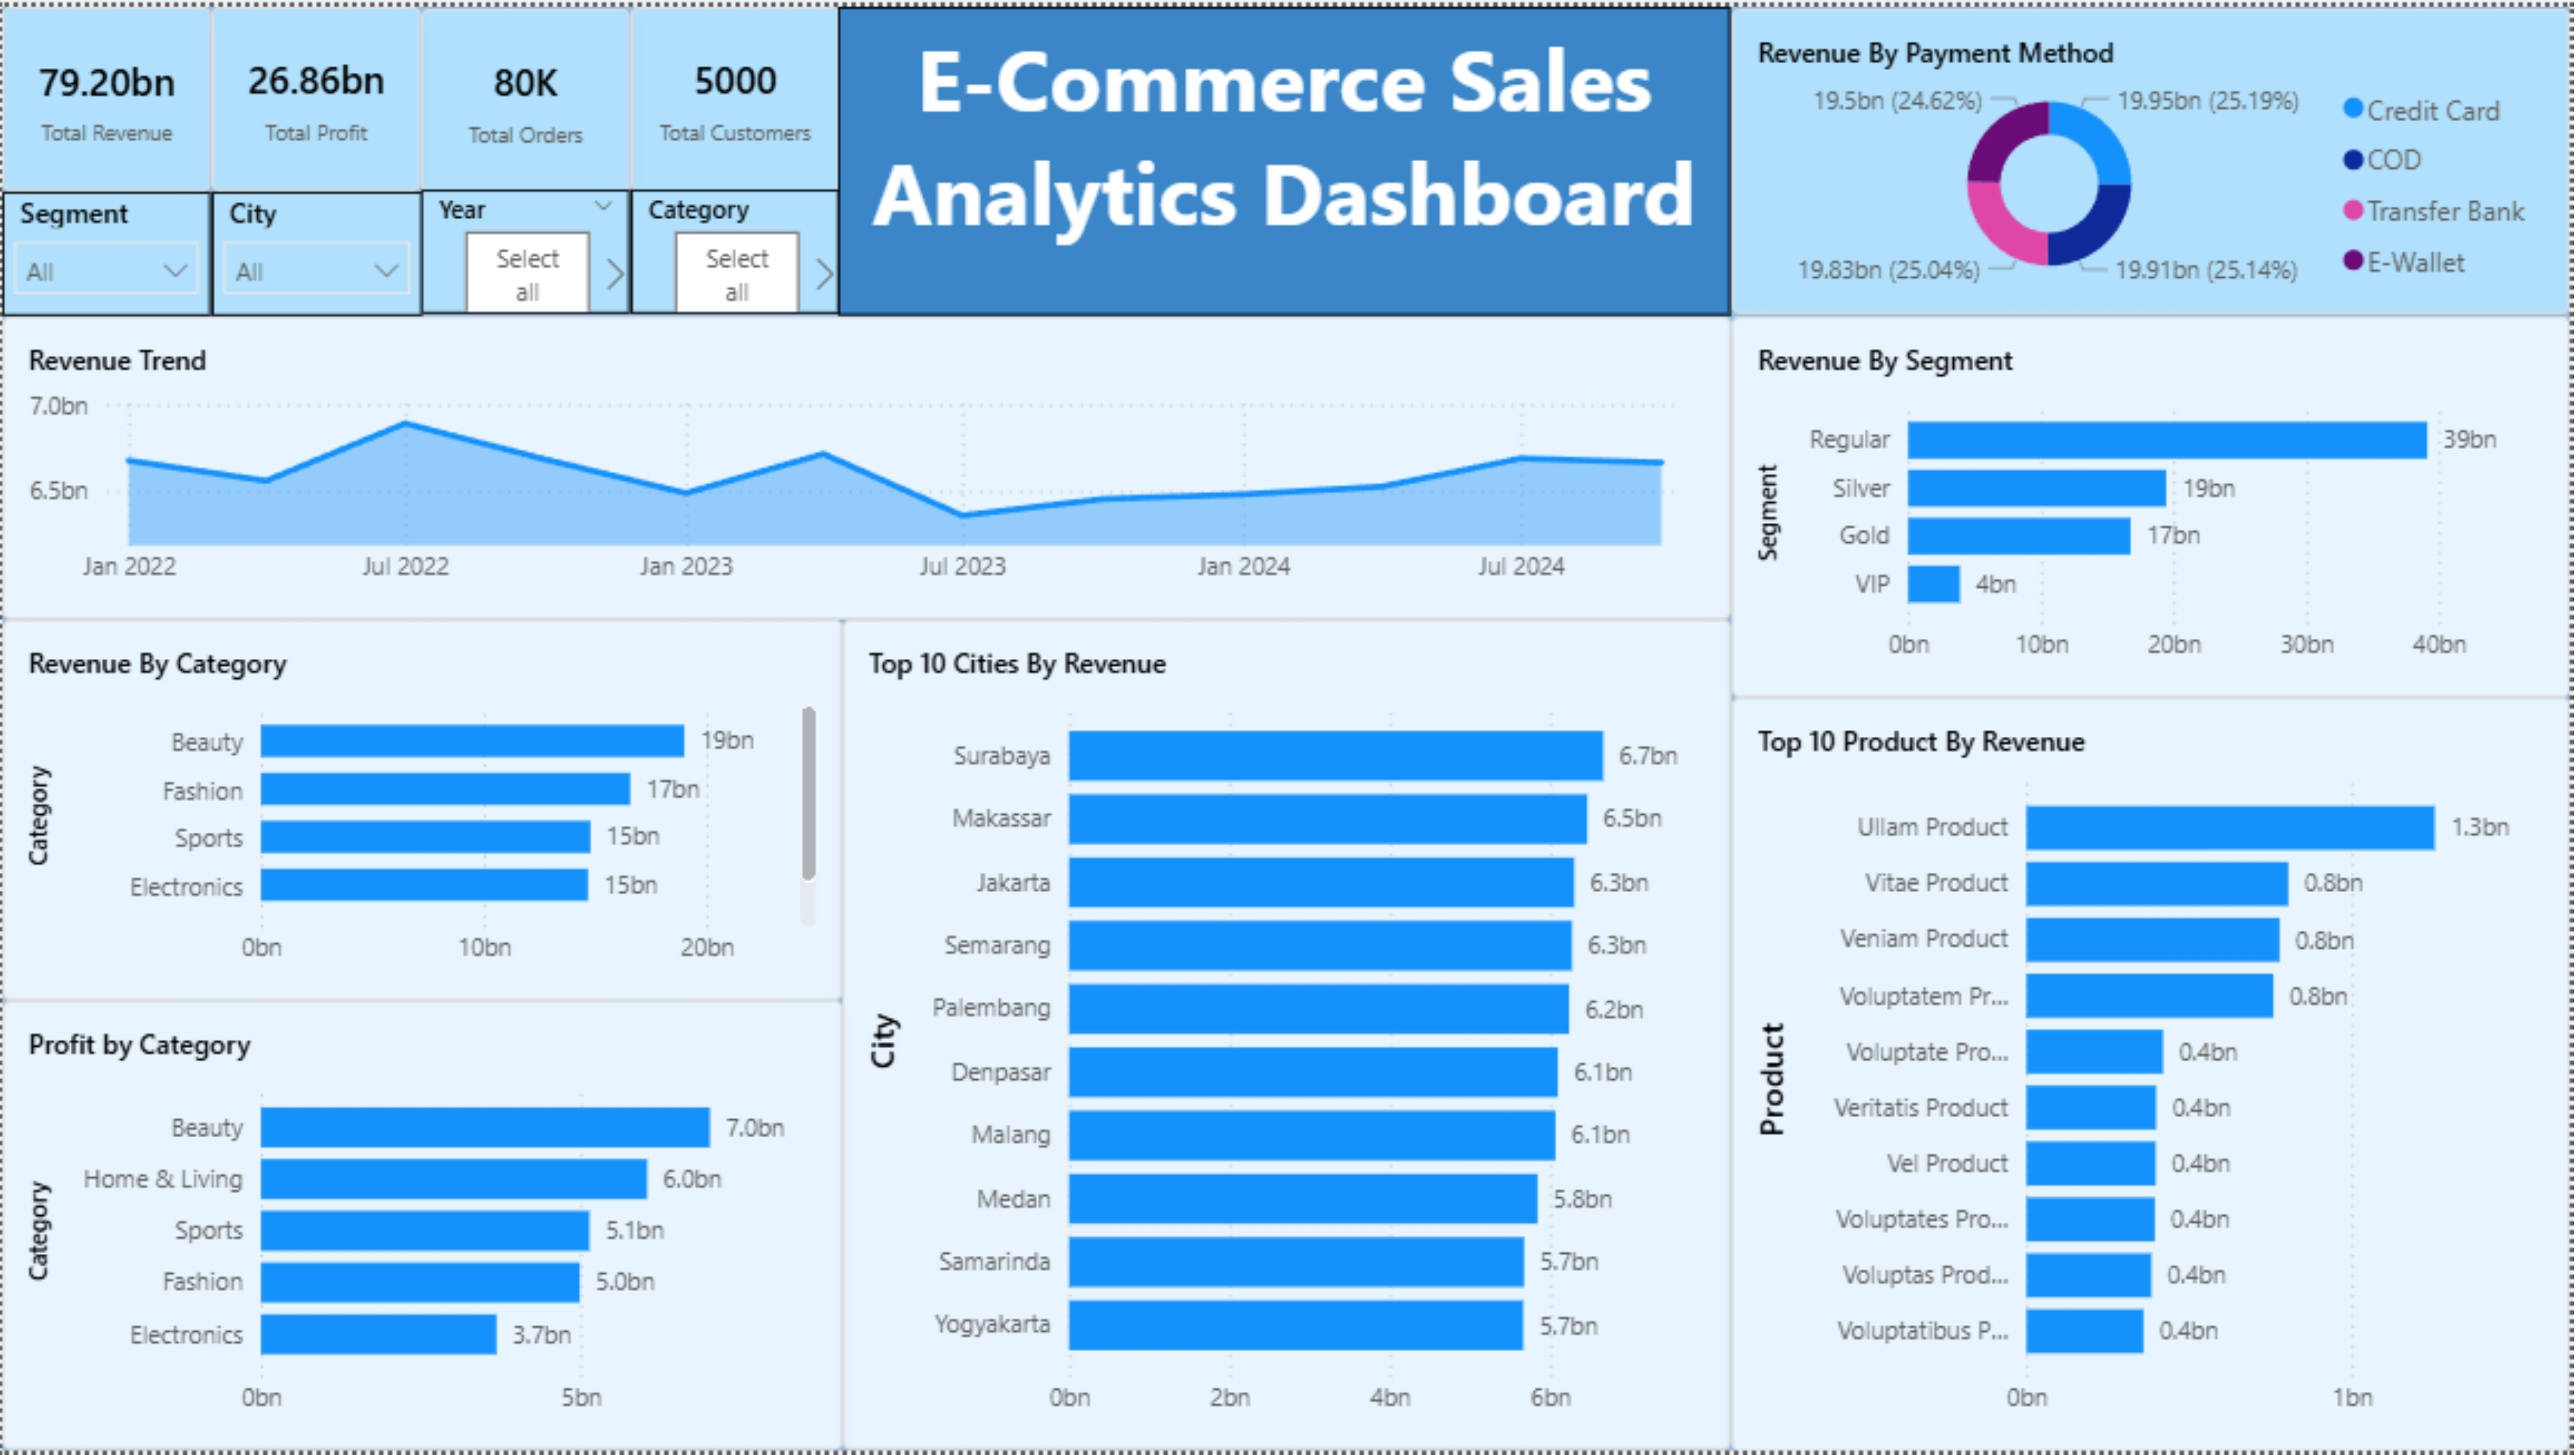 79.20bn
Total Revenue
26.86bn
Total Profit
80K
Total Orders
5000
Total Customers
Segment
All
City
All
Year
Select
all
Category
Select
all
E-Commerce Sales
Analytics Dashboard
Revenue By Payment Method
19.5bn (24.62%)
19.95bn (25.19%)
19.83bn (25.04%)
19.91bn (25.14%)
Credit Card
COD
Transfer Bank
E-Wallet
Revenue Trend
7.0bn
6.5bn
Jan 2022
Jul 2022
Jan 2023
Jul 2023
Jan 2024
Jul 2024
Revenue By Segment
Segment
Regular 39bn
Silver 19bn
Gold 17bn
VIP 4bn
0bn 10bn 20bn 30bn 40bn
Revenue By Category
Category
Beauty 19bn
Fashion 17bn
Sports 15bn
Electronics 15bn
0bn 10bn 20bn
Profit by Category
Category
Beauty 7.0bn
Home & Living 6.0bn
Sports 5.1bn
Fashion 5.0bn
Electronics 3.7bn
0bn 5bn
Top 10 Cities By Revenue
City
Surabaya 6.7bn
Makassar 6.5bn
Jakarta 6.3bn
Semarang 6.3bn
Palembang 6.2bn
Denpasar 6.1bn
Malang 6.1bn
Medan 5.8bn
Samarinda 5.7bn
Yogyakarta 5.7bn
0bn 2bn 4bn 6bn
Top 10 Product By Revenue
Product
Ullam Product 1.3bn
Vitae Product 0.8bn
Veniam Product 0.8bn
Voluptatem Pr... 0.8bn
Voluptate Pro... 0.4bn
Veritatis Product 0.4bn
Vel Product 0.4bn
Voluptates Pro... 0.4bn
Voluptas Prod... 0.4bn
Voluptatibus P... 0.4bn
0bn 1bn